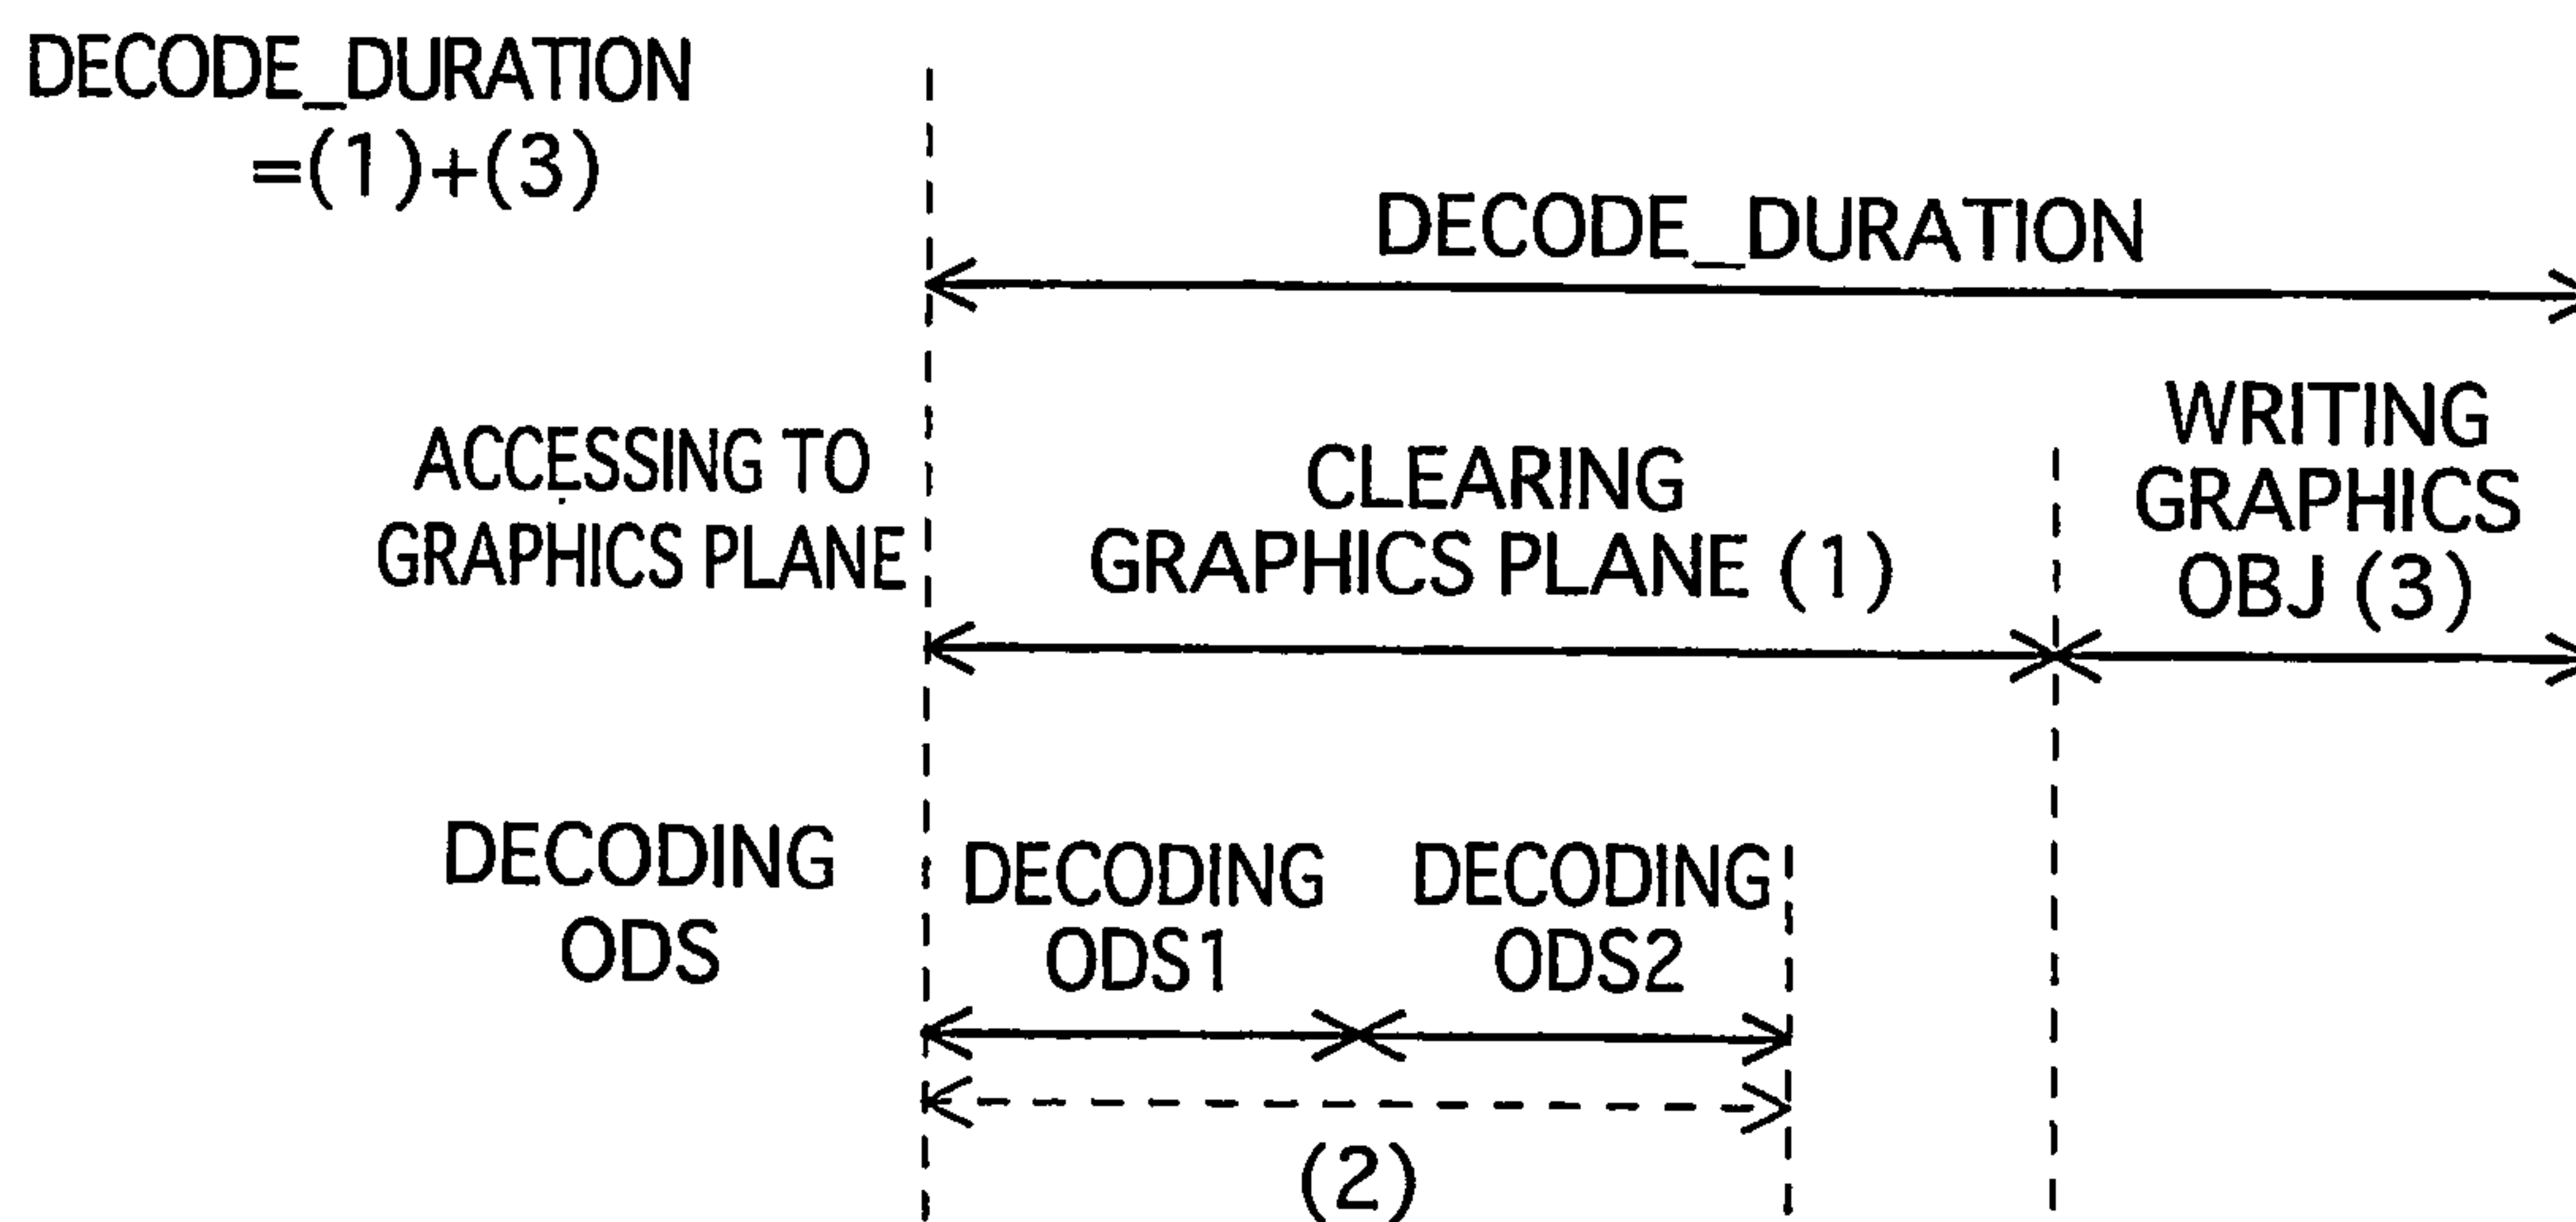 DECODE_DURATION
=(1)+(3)
DECODE_DURATION
ACCESSING TO
GRAPHICS PLANE
CLEARING
GRAPHICS PLANE (1)
WRITING
GRAPHICS
OBJ (3)
DECODING
ODS
DECODING
ODS1
DECODING
ODS2
(2)